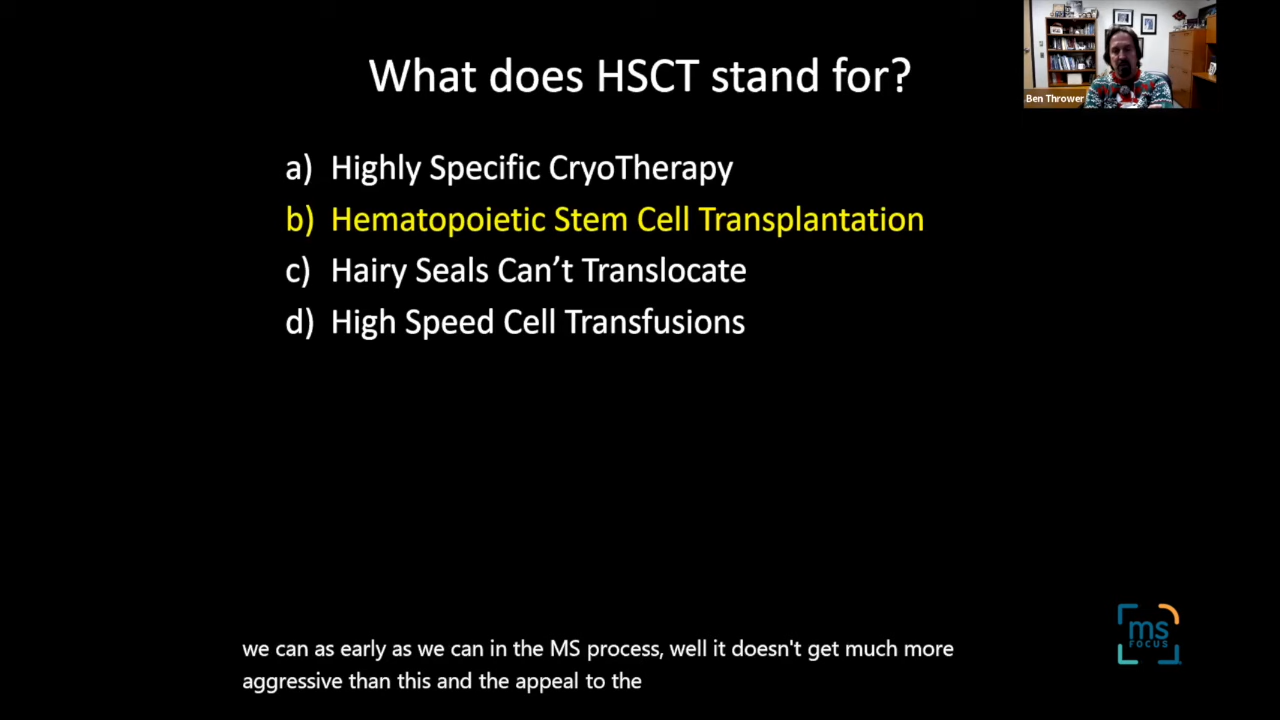 What does HSCT stand for?
Ben Thrower
a) Highly Specific CryoTherapy
b) Hematopoietic Stem Cell Transplantation
c) Hairy Seals Can't Translocate
d) High Speed Cell Transfusions
ms
FOCUS
we can as early as we can in the MS process, well it doesn't get much more
aggressive than this and the appeal to the